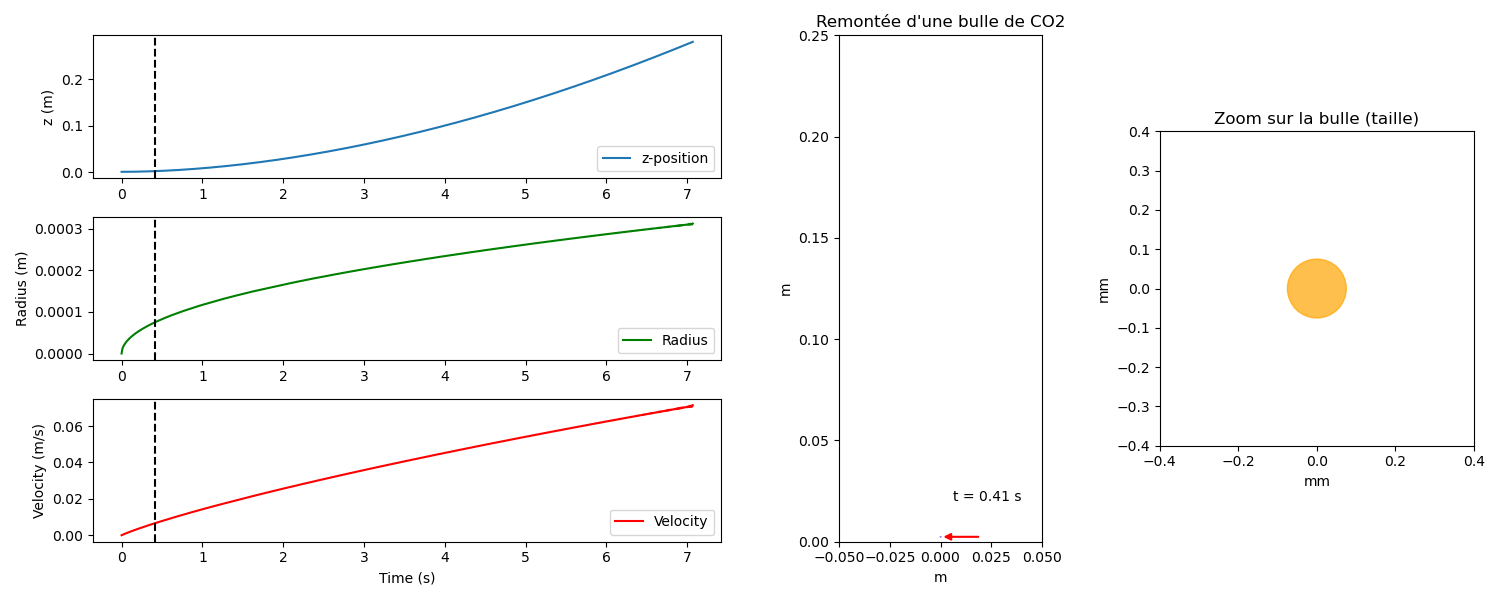 z (m)
0.2
0.1
0.0
z-position
0 1 2 3 4 5 6 7
Radius (m)
0.0003
0.0002
0.0001
0.0000
Radius
0 1 2 3 4 5 6 7
Velocity (m/s)
0.06
0.04
0.02
0.00
Velocity
0 1 2 3 4 5 6 7
Time (s)
Remontée d'une bulle de CO2
m
0.25
0.20
0.15
0.10
0.05
0.00
t = 0.41 s
−0.050 −0.025 0.000 0.025 0.050
m
Zoom sur la bulle (taille)
mm
0.4
0.3
0.2
0.1
0.0
−0.1
−0.2
−0.3
−0.4
−0.4 −0.2 0.0 0.2 0.4
mm